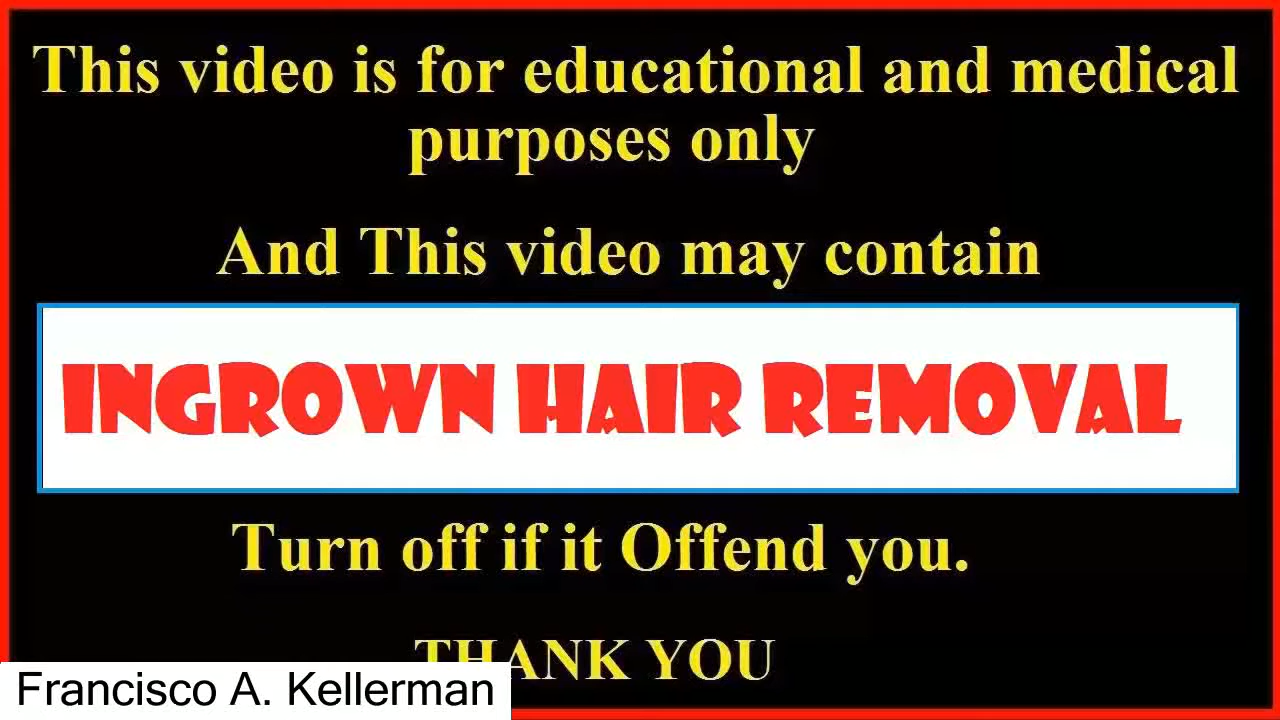 This video is for educational and medical
purposes only
And This video may contain
INGROWN HAIR REMOVAL
Turn off if it Offend you.
THANK YOU
Francisco A. Kellerman